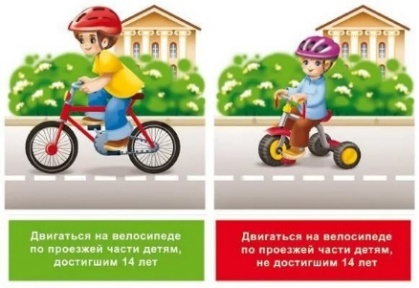 Двигаться на велосипеде
по проезжей части детям,
достигшим 14 лет
Двигаться на велосипеде
по проезжей части детям,
не достигшим 14 лет